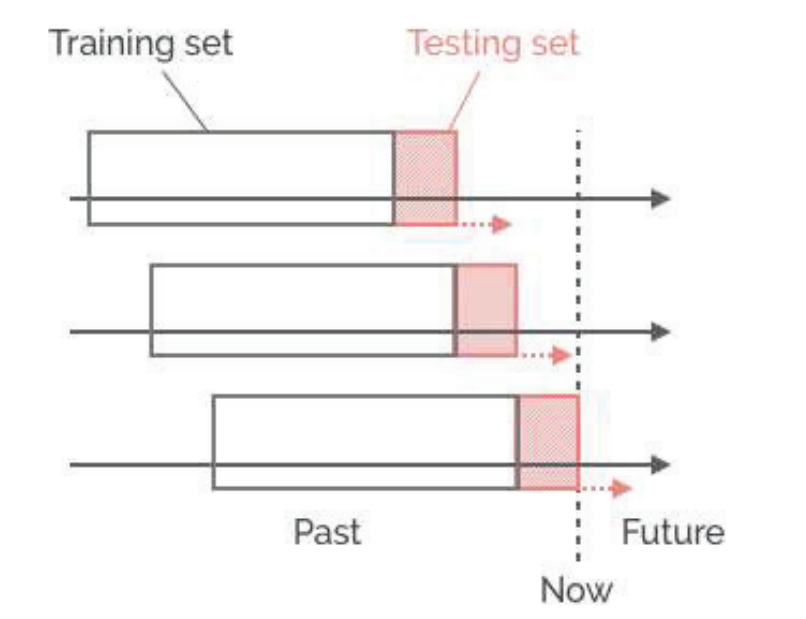 Training set
Testing set
Past
Future
Now